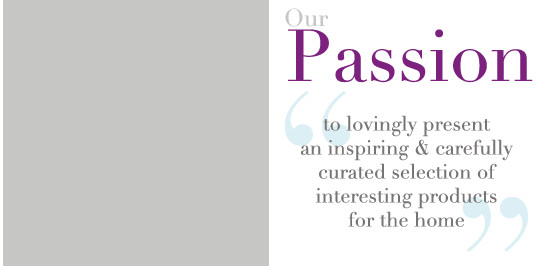 Our
Passion
“ to lovingly present
an inspiring & carefully
curated selection of
interesting products
for the home ”